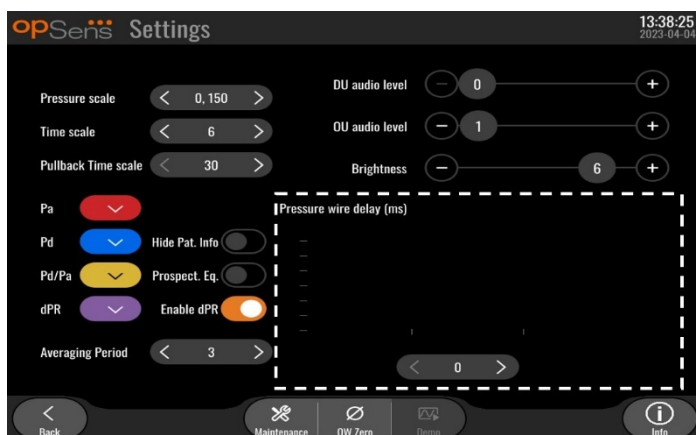 opSens Settings
13:38:25
2023-04-04
Pressure scale 0, 150
Time scale 6
Pullback Time scale 30
DU audio level 0
OU audio level 1
Brightness 6
Pa
Pd Hide Pat. Info
Pd/Pa Prospect. Eq.
dPR Enable dPR
Averaging Period 3
Pressure wire delay (ms)
0
Back
Maintenance
OW Zero
Demo
Info